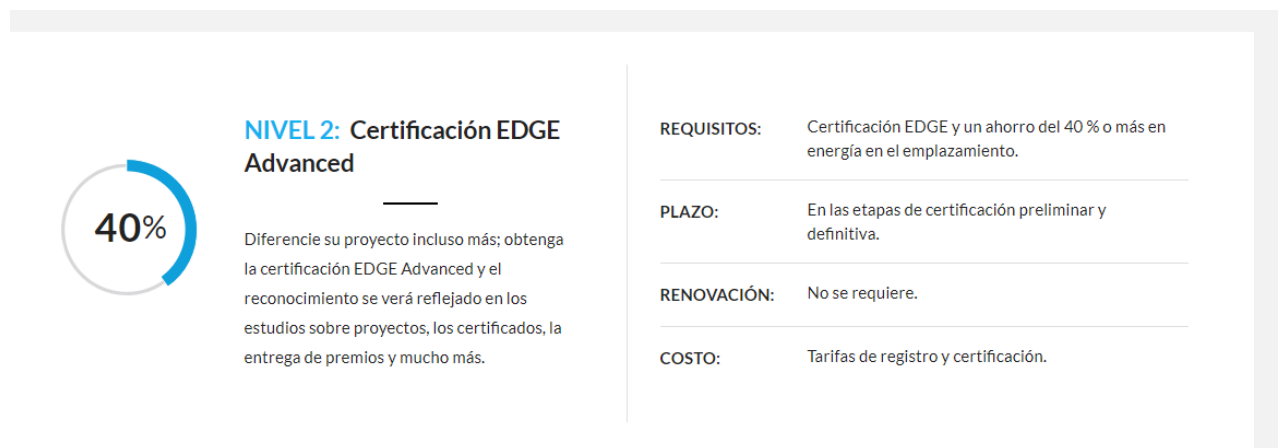 40%
NIVEL 2: Certificación EDGE
Advanced
Diferencie su proyecto incluso más; obtenga
la certificación EDGE Advanced y el
reconocimiento se verá reflejado en los
estudios sobre proyectos, los certificados, la
entrega de premios y mucho más.
REQUISITOS: Certificación EDGE y un ahorro del 40 % o más en
energía en el emplazamiento.
PLAZO: En las etapas de certificación preliminar y
definitiva.
RENOVACIÓN: No se requiere.
COSTO: Tarifas de registro y certificación.